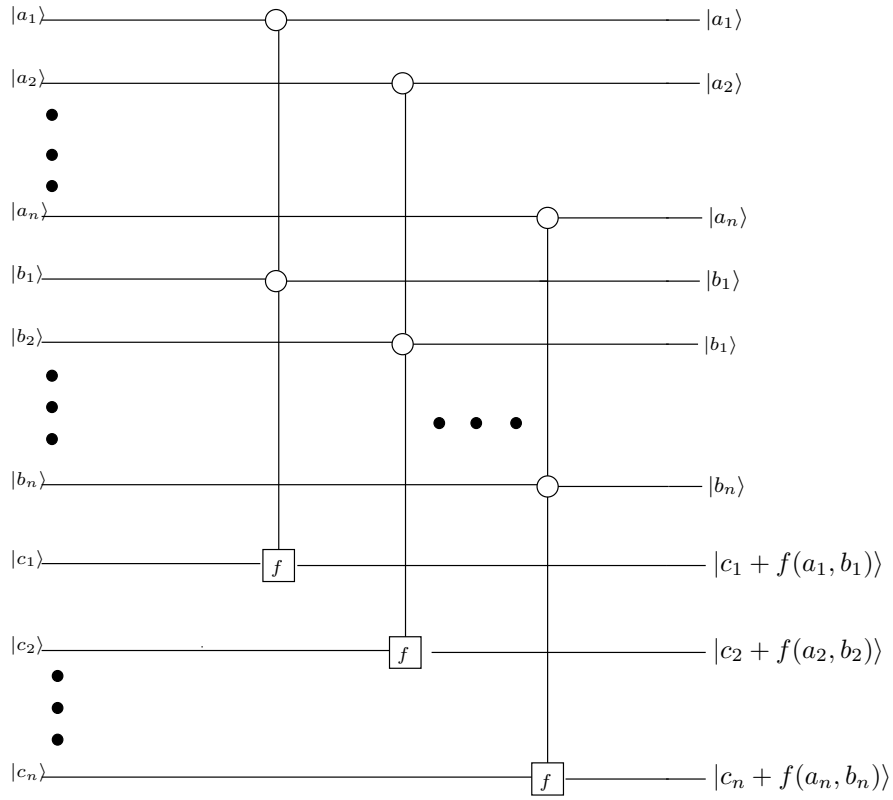 |a₁⟩ |a₁⟩
|a₂⟩ |a₂⟩
|aₙ⟩ |aₙ⟩
|b₁⟩ |b₁⟩
|b₂⟩ |b₁⟩
|bₙ⟩ |bₙ⟩
|c₁⟩ f |c₁ + f(a₁, b₁)⟩
|c₂⟩ f |c₂ + f(a₂, b₂)⟩
|cₙ⟩ f |cₙ + f(aₙ, bₙ)⟩